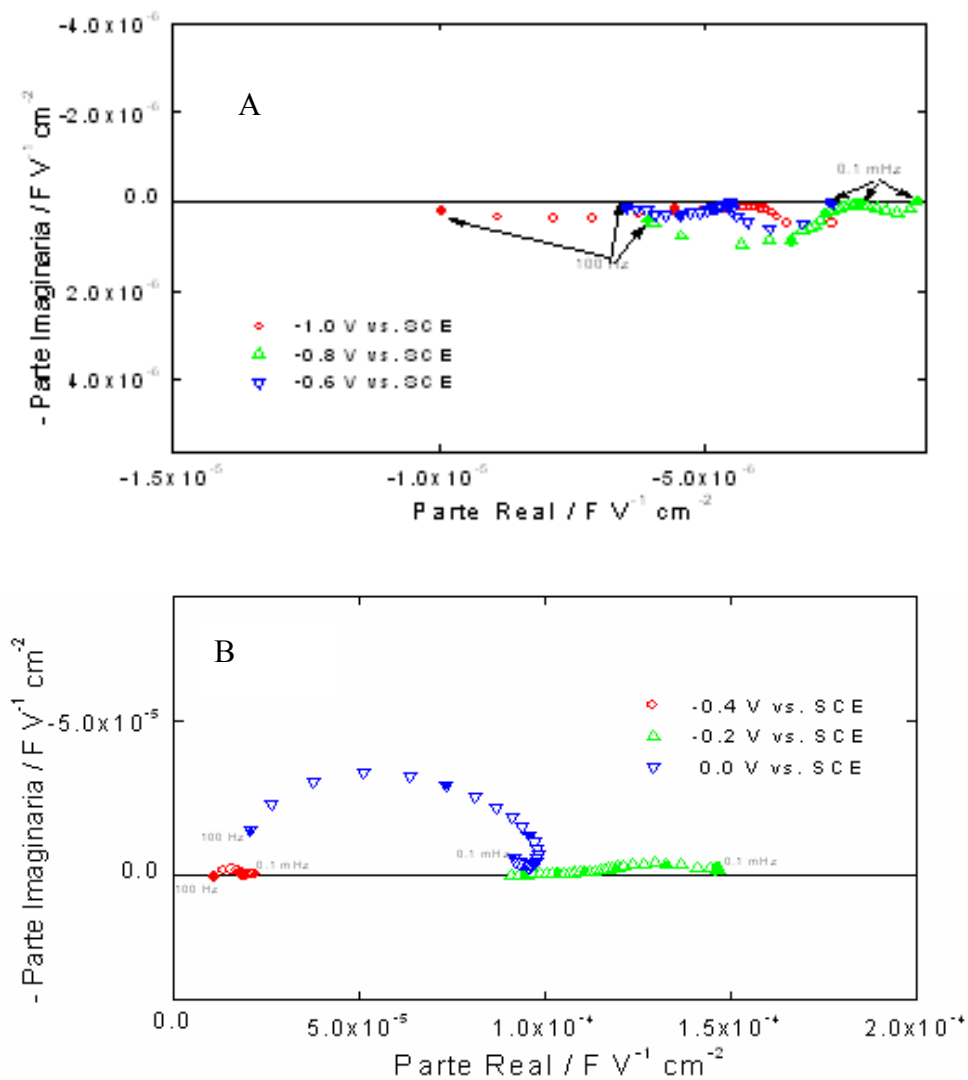 A
-4.0x10⁻⁶
-2.0x10⁻⁶
0.0
2.0x10⁻⁶
4.0x10⁻⁶
- Parte Imaginaria / F V⁻¹ cm⁻²
0.1 mHz
100 Hz
-1.0 V vs. SCE
-0.8 V vs. SCE
-0.6 V vs. SCE
-1.5x10⁻⁵
-1.0x10⁻⁵
-5.0x10⁻⁶
Parte Real / F V⁻¹ cm⁻²
B
-5.0x10⁻⁵
0.0
- Parte Imaginaria / F V⁻¹ cm⁻²
-0.4 V vs. SCE
-0.2 V vs. SCE
0.0 V vs. SCE
100 Hz
0.1 mHz
0.1 mHz
0.1 mHz
100 Hz
0.0
5.0x10⁻⁵
1.0x10⁻⁴
1.5x10⁻⁴
2.0x10⁻⁴
Parte Real / F V⁻¹ cm⁻²